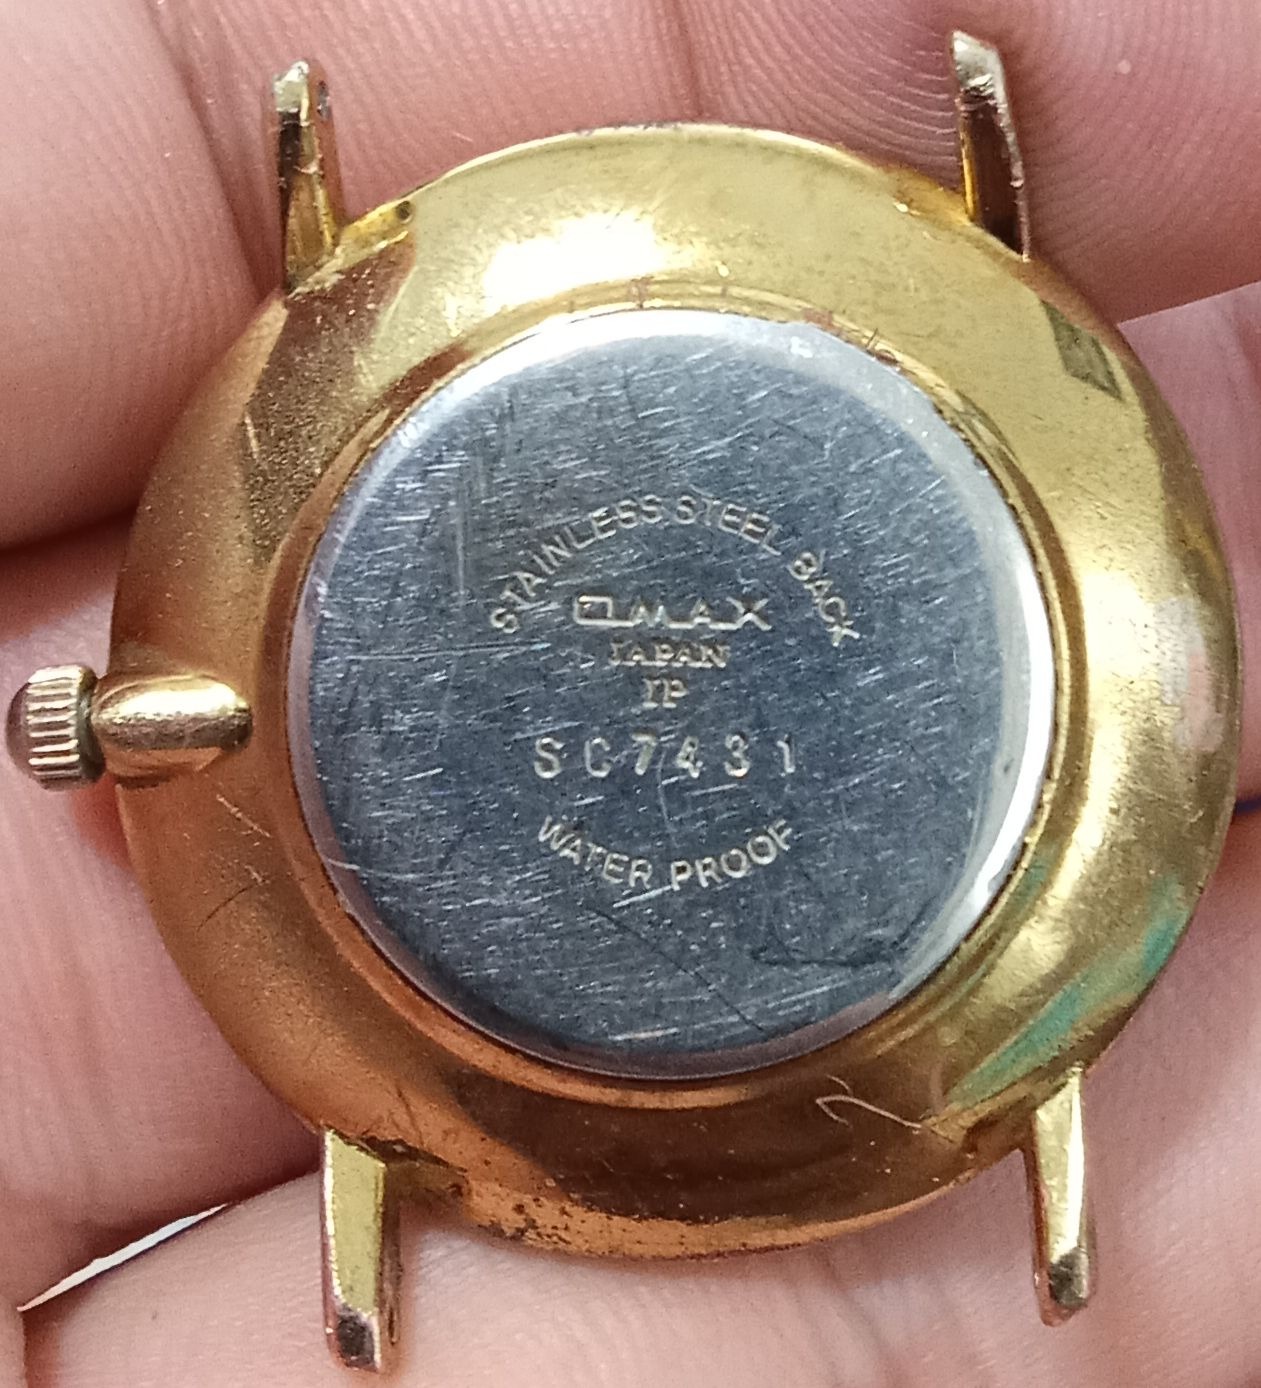 STAINLESS STEEL BACK
OMAX
JAPAN
IP
SC7431
WATER PROOF